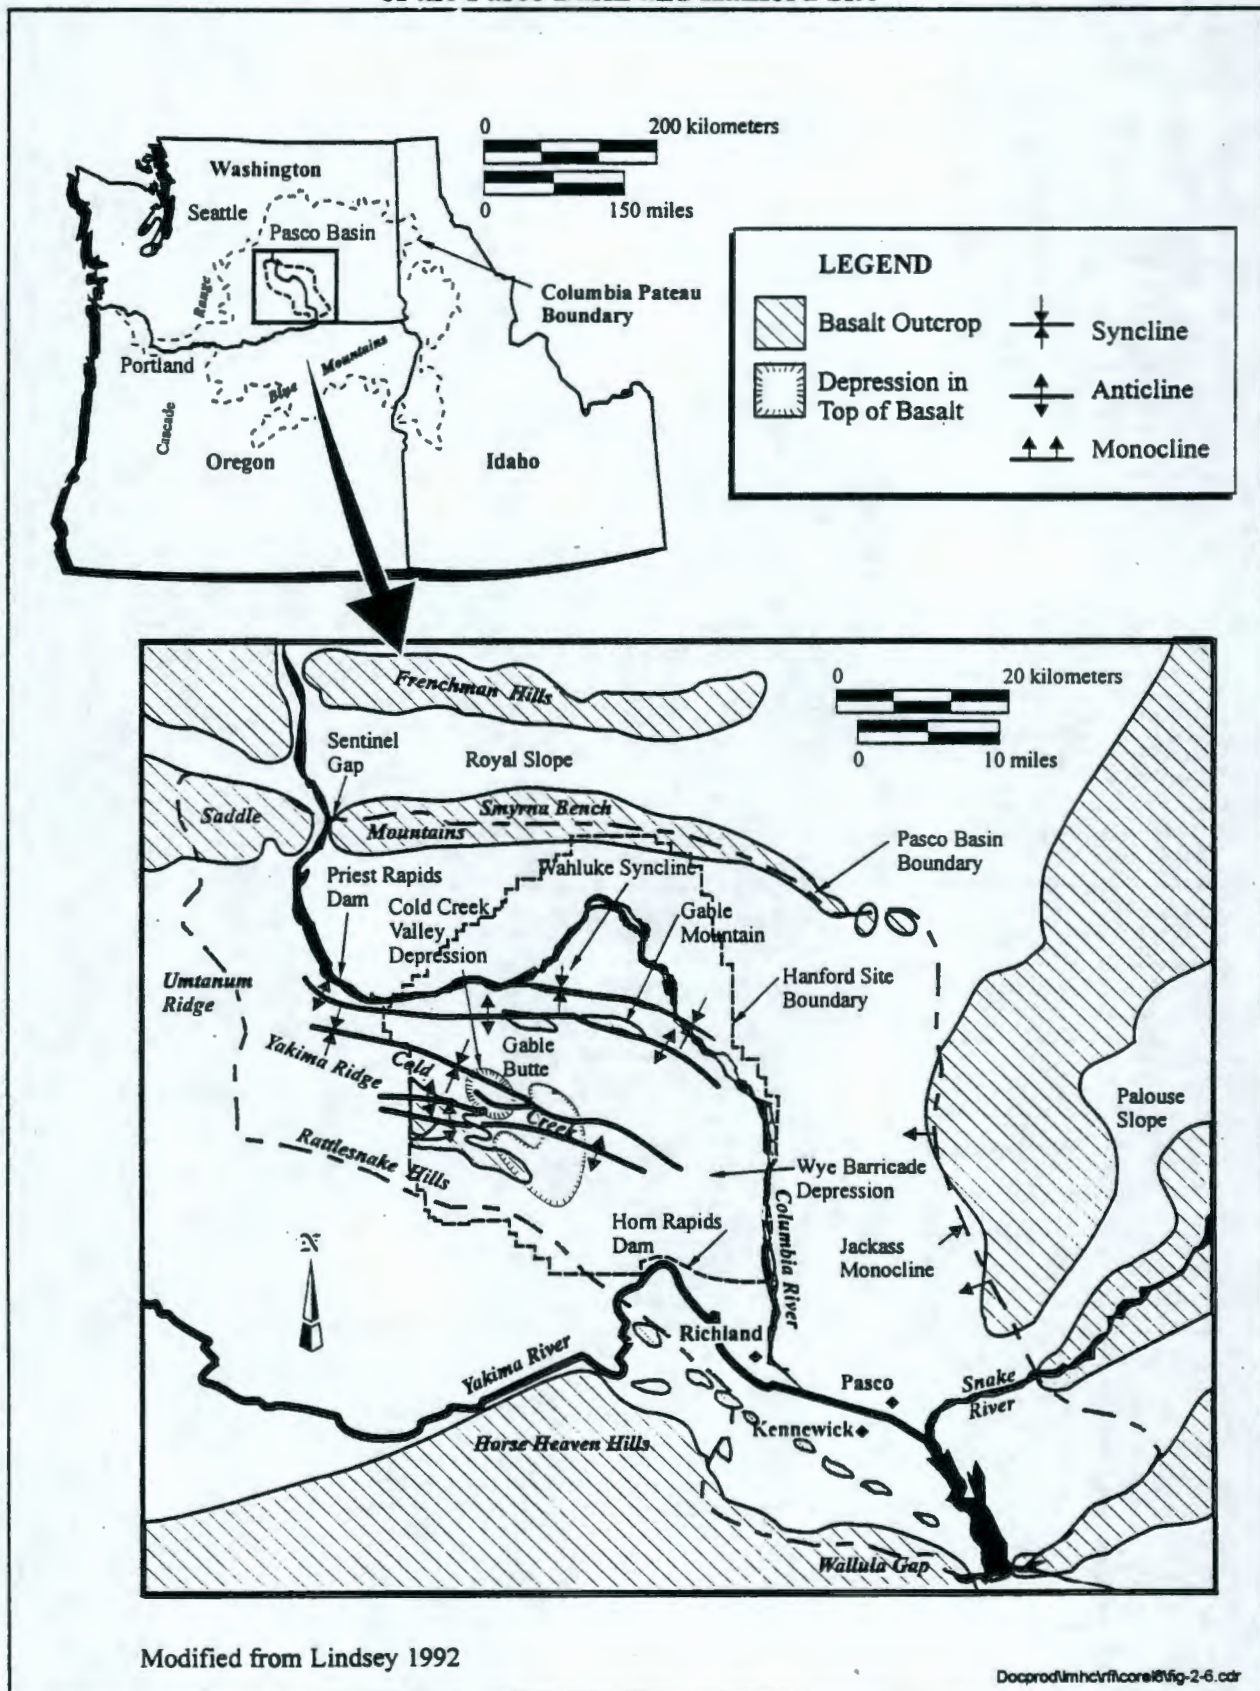 0 200 kilometers
0 150 miles
Washington
Seattle
Pasco Basin
Range
Columbia Pateau
Boundary
Portland
Blue Mountains
Cascade
Oregon
Idaho
LEGEND
Basalt Outcrop
Depression in
Top of Basalt
Syncline
Anticline
Monocline
Frenchman Hills
0 20 kilometers
0 10 miles
Sentinel
Gap
Royal Slope
Saddle
Mountains
Smyrna Bench
Pasco Basin
Boundary
Priest Rapids
Dam
Wahluke Syncline
Cold Creek
Valley
Depression
Gable
Mountain
Umtanum
Ridge
Hanford Site
Boundary
Yakima Ridge
Gable
Butte
Cold
Creek
Palouse
Slope
Rattlesnake Hills
Wye Barricade
Depression
Columbia River
Horn Rapids
Dam
Jackass
Monocline
N
Richland
Yakima River
Pasco
Snake
River
Kennewick
Horse Heaven Hills
Wallula Gap
Modified from Lindsey 1992
Docprod\lmhc\rfi\corel8\fig-2-6.cdr